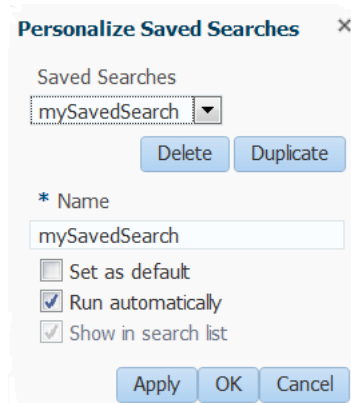 Personalize Saved Searches ×
Saved Searches
mySavedSearch
Delete Duplicate
* Name
mySavedSearch
Set as default
Run automatically
Show in search list
Apply OK Cancel